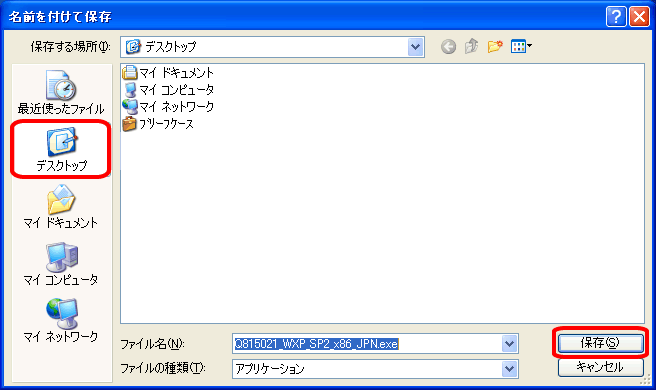 名前を付けて保存
保存する場所(I):
デスクトップ
最近使ったファイル
デスクトップ
マイ ドキュメント
マイ コンピュータ
マイ ネットワーク
マイ ドキュメント
マイ コンピュータ
マイ ネットワーク
ブリーフケース
ファイル名(N):
Q815021_WXP_SP2_x86_JPN.exe
保存(S)
ファイルの種類(T):
アプリケーション
キャンセル